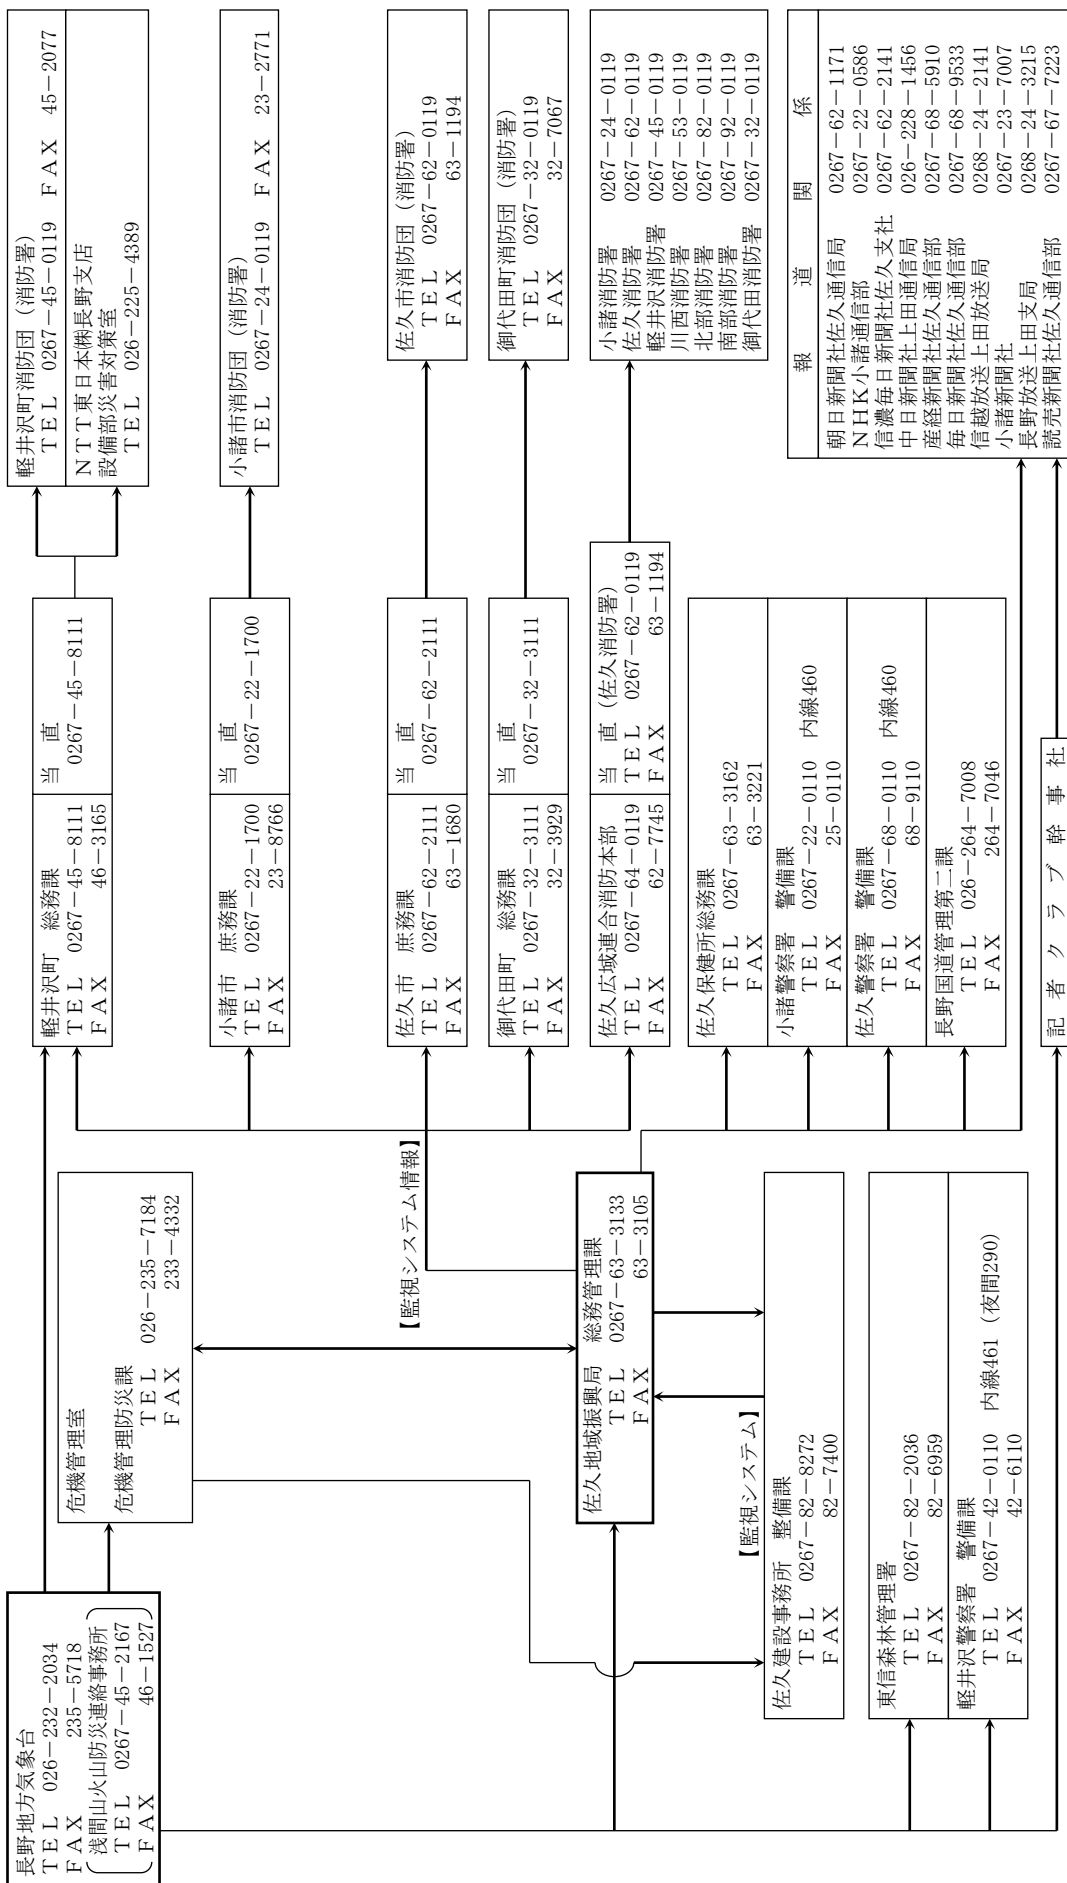 長野地方気象台
ＴＥＬ　026－232－2034
ＦＡＸ　235－5718
浅間山火山防災連絡事務所
ＴＥＬ　0267－45－2167
ＦＡＸ　46－1527
危機管理室
危機管理防災課
ＴＥＬ　026－235－7184
ＦＡＸ　233－4332
【監視システム情報】
佐久地域振興局　総務管理課
ＴＥＬ　0267－63－3133
ＦＡＸ　63－3105
【監視システム】
佐久建設事務所　整備課
ＴＥＬ　0267－82－8272
ＦＡＸ　82－7400
東信森林管理署
ＴＥＬ　0267－82－2036
ＦＡＸ　82－6959
軽井沢警察署　警備課
ＴＥＬ　0267－42－0110　内線461（夜間290）
ＦＡＸ　42－6110
軽井沢町　総務課
ＴＥＬ　0267－45－8111
ＦＡＸ　46－3165
当　直
0267－45－8111
軽井沢町消防団（消防署）
ＴＥＬ　0267－45－0119　ＦＡＸ　45－2077
ＮＴＴ東日本㈱長野支店
設備部災害対策室
ＴＥＬ　026－225－4389
小諸市　庶務課
ＴＥＬ　0267－22－1700
ＦＡＸ　23－8766
当　直
0267－22－1700
小諸市消防団（消防署）
ＴＥＬ　0267－24－0119　ＦＡＸ　23－2771
佐久市　庶務課
ＴＥＬ　0267－62－2111
ＦＡＸ　63－1680
当　直
0267－62－2111
佐久市消防団（消防署）
ＴＥＬ　0267－62－0119
ＦＡＸ　63－1194
御代田町　総務課
ＴＥＬ　0267－32－3111
ＦＡＸ　32－3929
当　直
0267－32－3111
御代田町消防団（消防署）
ＴＥＬ　0267－32－0119
ＦＡＸ　32－7067
佐久広域連合消防本部
ＴＥＬ　0267－64－0119
ＦＡＸ　62－7745
当　直（佐久消防署）
ＴＥＬ　0267－62－0119
ＦＡＸ　63－1194
小諸消防署　0267－24－0119
佐久消防署　0267－62－0119
軽井沢消防署　0267－45－0119
川西消防署　0267－53－0119
北部消防署　0267－82－0119
南部消防署　0267－92－0119
御代田消防署　0267－32－0119
佐久保健所総務課
ＴＥＬ　0267－63－3162
ＦＡＸ　63－3221
小諸警察署　警備課
ＴＥＬ　0267－22－0110　内線460
ＦＡＸ　25－0110
佐久警察署　警備課
ＴＥＬ　0267－68－0110　内線460
ＦＡＸ　68－9110
長野国道管理第二課
ＴＥＬ　026－264－7008
ＦＡＸ　264－7046
記者クラブ幹事社
報道関係
朝日新聞社佐久通信局　0267－62－1171
ＮＨＫ小諸通信部　0267－22－0586
信濃毎日新聞社佐久支社　0267－62－2141
中日新聞社上田通信局　026－228－1456
産経新聞社佐久通信部　0267－68－5910
毎日新聞社佐久通信部　0267－68－9533
信越放送上田放送局　0268－24－2141
小諸新聞社　0267－23－7007
長野放送上田支局　0268－24－3215
読売新聞社佐久通信部　0267－67－7223